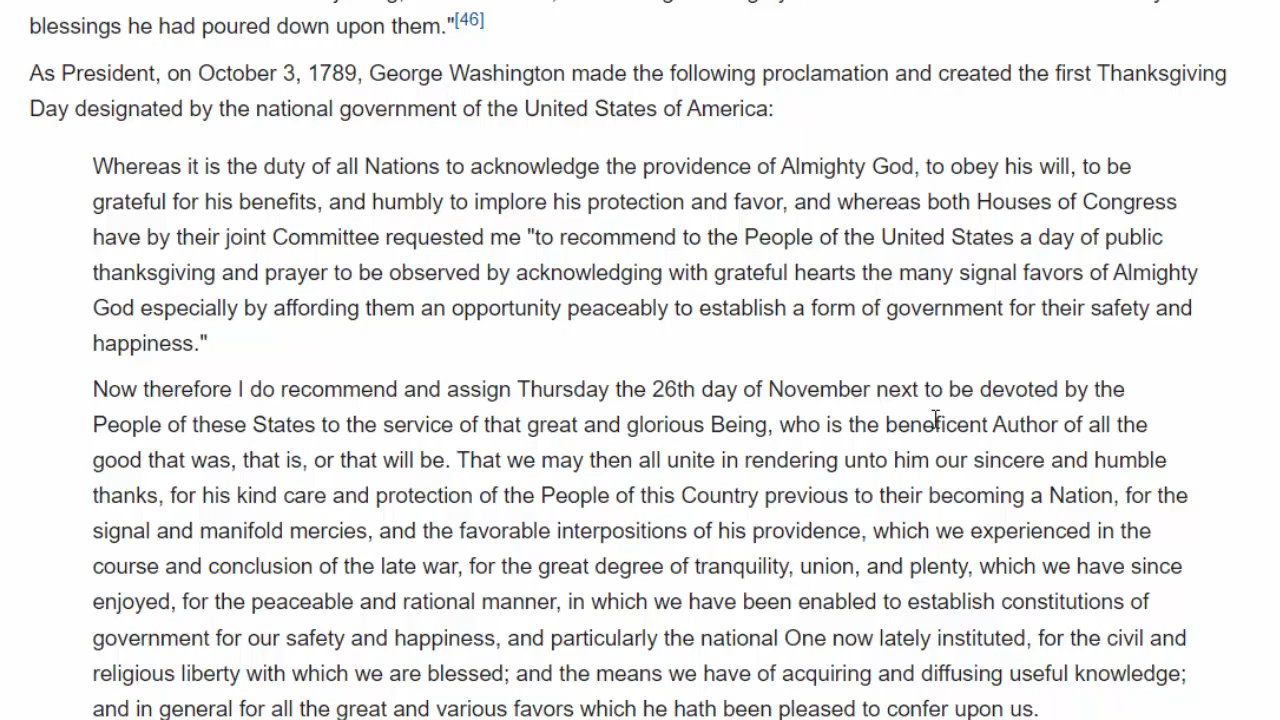 blessings he had poured down upon them."[46]
As President, on October 3, 1789, George Washington made the following proclamation and created the first Thanksgiving
Day designated by the national government of the United States of America:
Whereas it is the duty of all Nations to acknowledge the providence of Almighty God, to obey his will, to be
grateful for his benefits, and humbly to implore his protection and favor, and whereas both Houses of Congress
have by their joint Committee requested me "to recommend to the People of the United States a day of public
thanksgiving and prayer to be observed by acknowledging with grateful hearts the many signal favors of Almighty
God especially by affording them an opportunity peaceably to establish a form of government for their safety and
happiness."
Now therefore I do recommend and assign Thursday the 26th day of November next to be devoted by the
People of these States to the service of that great and glorious Being, who is the beneficent Author of all the
good that was, that is, or that will be. That we may then all unite in rendering unto him our sincere and humble
thanks, for his kind care and protection of the People of this Country previous to their becoming a Nation, for the
signal and manifold mercies, and the favorable interpositions of his providence, which we experienced in the
course and conclusion of the late war, for the great degree of tranquility, union, and plenty, which we have since
enjoyed, for the peaceable and rational manner, in which we have been enabled to establish constitutions of
government for our safety and happiness, and particularly the national One now lately instituted, for the civil and
religious liberty with which we are blessed; and the means we have of acquiring and diffusing useful knowledge;
and in general for all the great and various favors which he hath been pleased to confer upon us.